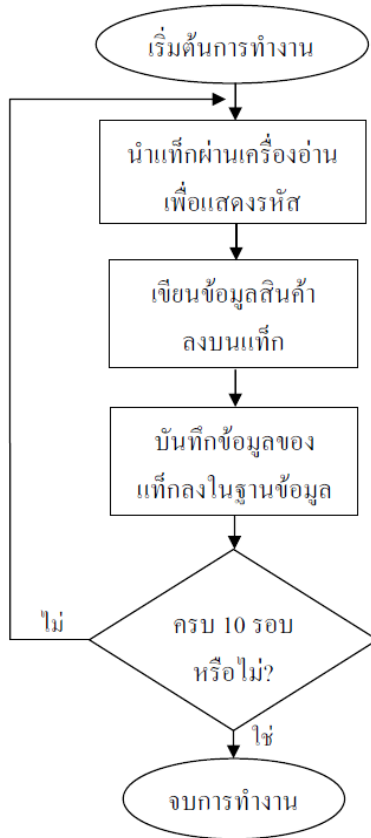 เริ่มต้นการทำงาน
นำแท็กผ่านเครื่องอ่าน
เพื่อแสดงรหัส
เขียนข้อมูลสินค้า
ลงบนแท็ก
บันทึกข้อมูลของ
แท็กลงในฐานข้อมูล
ไม่
ครบ 10 รอบ
หรือไม่?
ใช่
จบการทำงาน